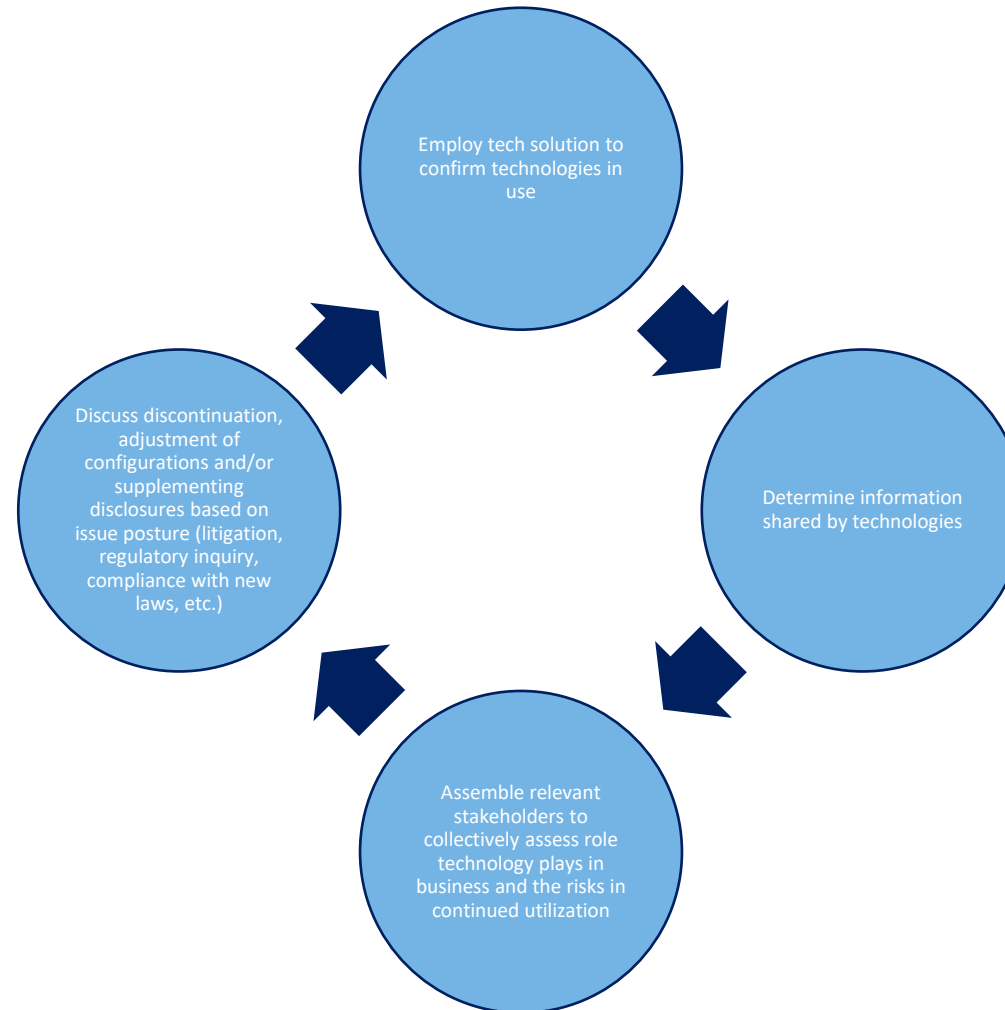 Employ tech solution to
confirm technologies in
use
Determine information
shared by technologies
Assemble relevant
stakeholders to
collectively assess role
technology plays in
business and the risks in
continued utilization
Discuss discontinuation,
adjustment of
configurations and/or
supplementing
disclosures based on
issue posture (litigation,
regulatory inquiry,
compliance with new
laws, etc.)